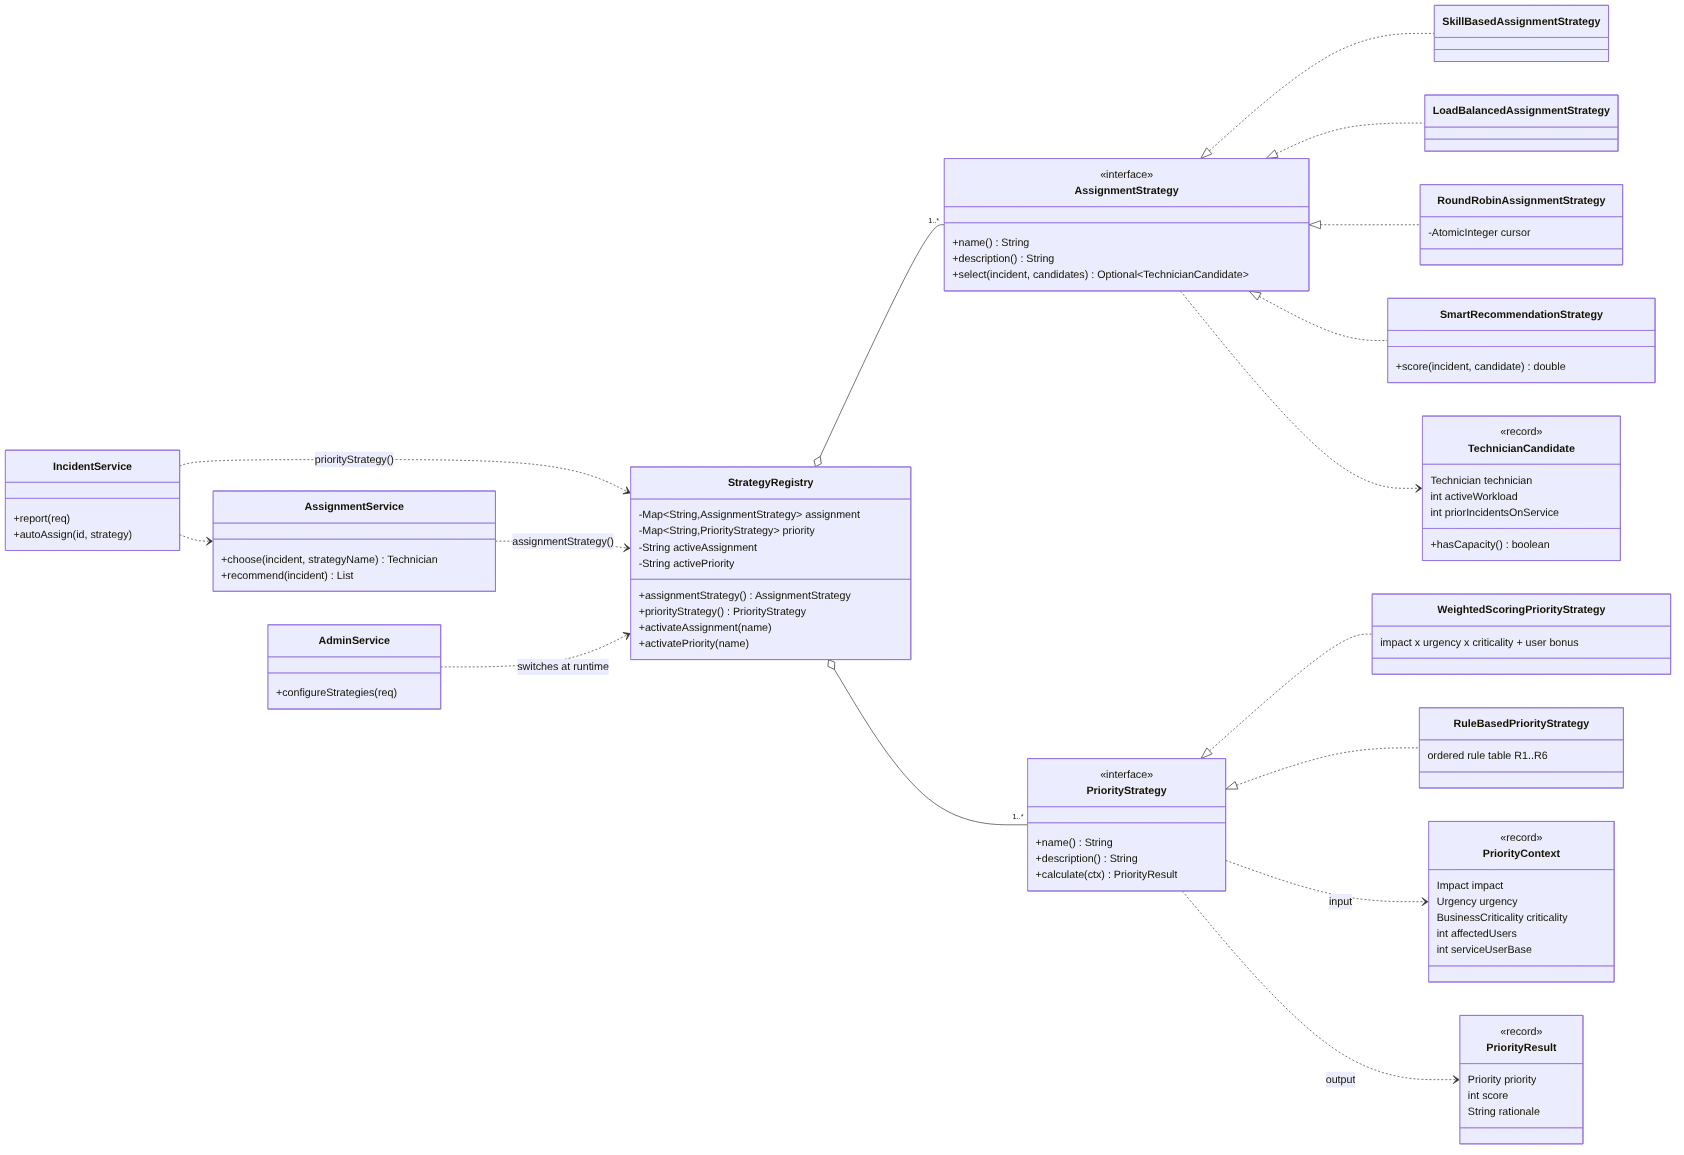 IncidentService
+report(req)
+autoAssign(id, strategy)
priorityStrategy()
AssignmentService
+choose(incident, strategyName) : Technician
+recommend(incident) : List
assignmentStrategy()
AdminService
+configureStrategies(req)
switches at runtime
StrategyRegistry
-Map<String,AssignmentStrategy> assignment
-Map<String,PriorityStrategy> priority
-String activeAssignment
-String activePriority
+assignmentStrategy() : AssignmentStrategy
+priorityStrategy() : PriorityStrategy
+activateAssignment(name)
+activatePriority(name)
1..*
«interface»
AssignmentStrategy
+name() : String
+description() : String
+select(incident, candidates) : Optional<TechnicianCandidate>
1..*
«interface»
PriorityStrategy
+name() : String
+description() : String
+calculate(ctx) : PriorityResult
SkillBasedAssignmentStrategy
LoadBalancedAssignmentStrategy
RoundRobinAssignmentStrategy
-AtomicInteger cursor
SmartRecommendationStrategy
+score(incident, candidate) : double
«record»
TechnicianCandidate
Technician technician
int activeWorkload
int priorIncidentsOnService
+hasCapacity() : boolean
WeightedScoringPriorityStrategy
impact x urgency x criticality + user bonus
RuleBasedPriorityStrategy
ordered rule table R1..R6
input
«record»
PriorityContext
Impact impact
Urgency urgency
BusinessCriticality criticality
int affectedUsers
int serviceUserBase
output
«record»
PriorityResult
Priority priority
int score
String rationale